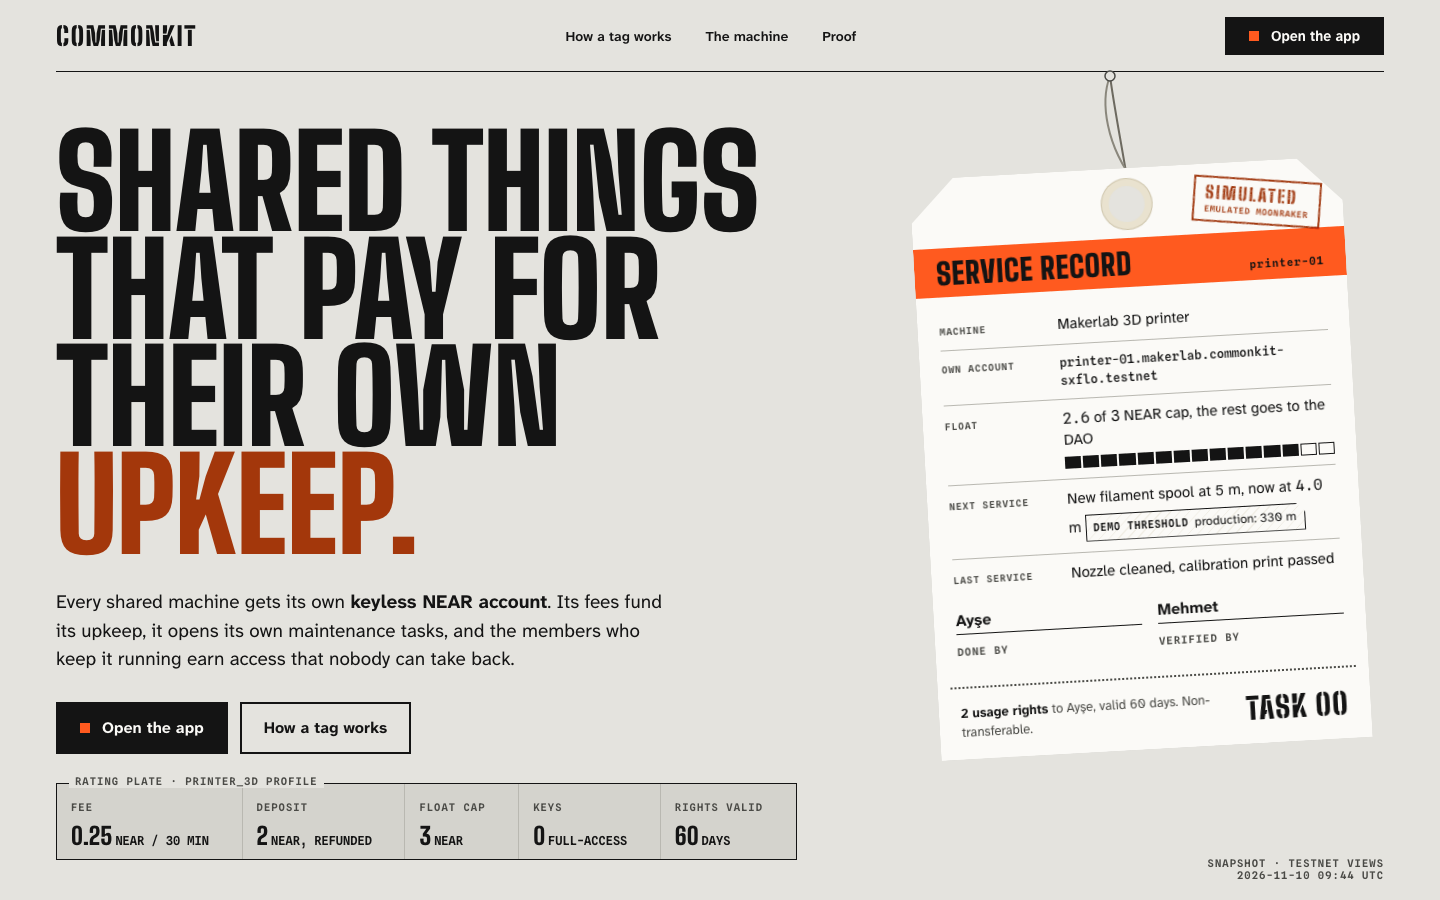 COMMONKIT
How a tag works
The machine
Proof
Open the app
SHARED THINGS
THAT PAY FOR
THEIR OWN
UPKEEP.
Every shared machine gets its own keyless NEAR account. Its fees fund
its upkeep, it opens its own maintenance tasks, and the members who
keep it running earn access that nobody can take back.
Open the app
How a tag works
RATING PLATE · PRINTER_3D PROFILE
FEE
0.25 NEAR / 30 MIN
DEPOSIT
2 NEAR, REFUNDED
FLOAT CAP
3 NEAR
KEYS
0 FULL-ACCESS
RIGHTS VALID
60 DAYS
SIMULATED
EMULATED MOONRAKER
SERVICE RECORD
printer-01
MACHINE
Makerlab 3D printer
OWN ACCOUNT
printer-01.makerlab.commonkit-
sxflo.testnet
FLOAT
2.6 of 3 NEAR cap, the rest goes to the
DAO
NEXT SERVICE
New filament spool at 5 m, now at 4.0
m DEMO THRESHOLD production: 330 m
LAST SERVICE
Nozzle cleaned, calibration print passed
Ayşe
DONE BY
Mehmet
VERIFIED BY
2 usage rights to Ayşe, valid 60 days. Non-
transferable.
TASK 00
SNAPSHOT · TESTNET VIEWS
2026-11-10 09:44 UTC